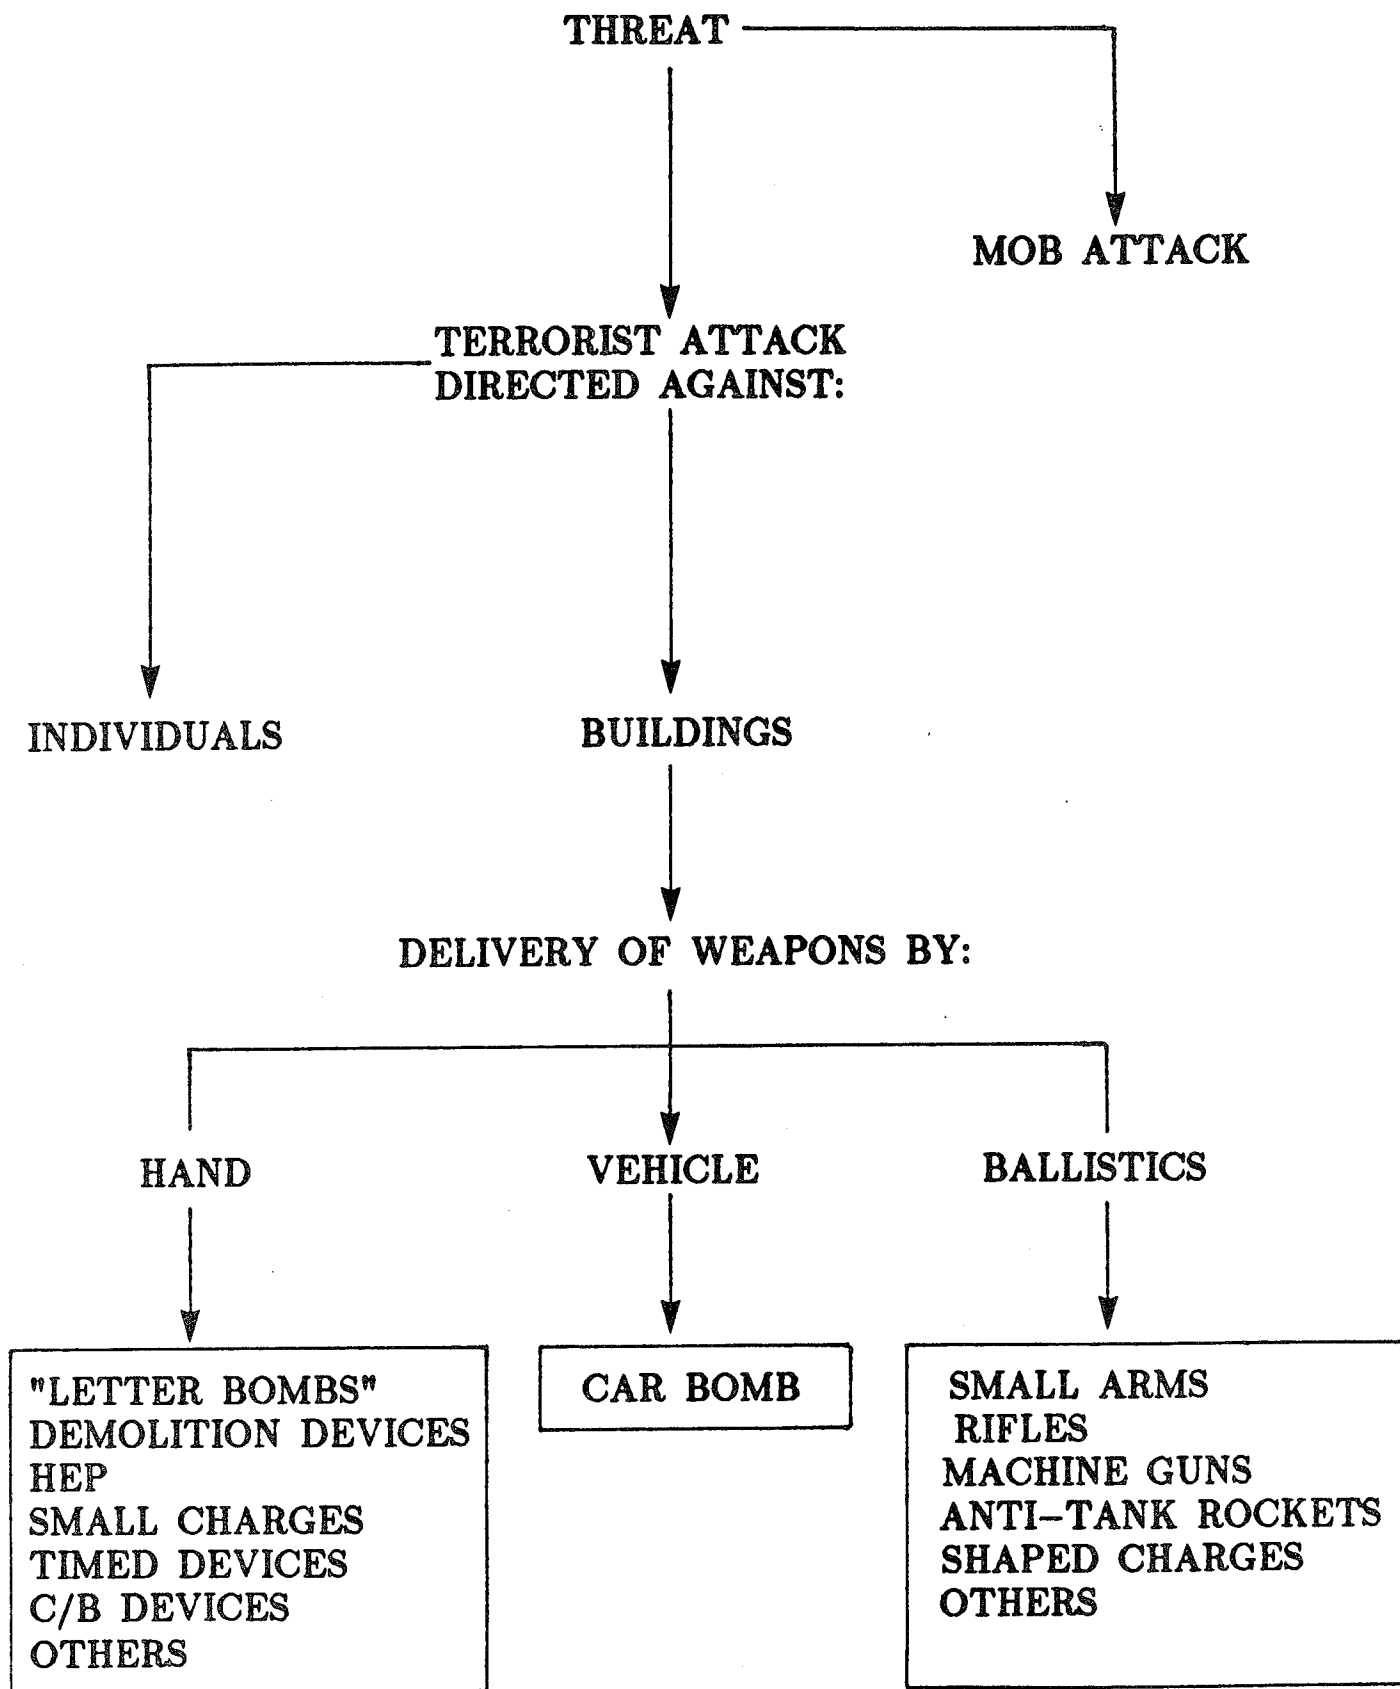 THREAT
MOB ATTACK
TERRORIST ATTACK
DIRECTED AGAINST:
INDIVIDUALS
BUILDINGS
DELIVERY OF WEAPONS BY:
HAND
VEHICLE
BALLISTICS
"LETTER BOMBS"
DEMOLITION DEVICES
HEP
SMALL CHARGES
TIMED DEVICES
C/B DEVICES
OTHERS
CAR BOMB
SMALL ARMS
RIFLES
MACHINE GUNS
ANTI-TANK ROCKETS
SHAPED CHARGES
OTHERS